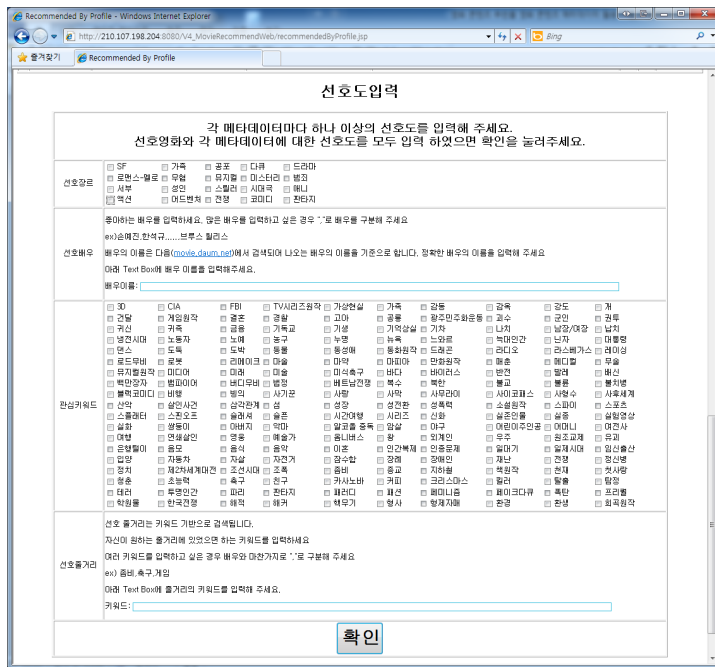 Recommended By Profile - Windows Internet Explorer
http://210.107.198.204:8080/V4_MovieRecommendWeb/recommendedByProfile.jsp
Bing
즐겨찾기
Recommended By Profile
선호도입력
각 메타데이터마다 하나 이상의 선호도를 입력해 주세요.
선호영화와 각 메타데이터에 대한 선호도를 모두 입력 하였으면 확인을 눌러주세요.
선호장르
SF 가족 공포 다큐 드라마
로맨스-멜로 무협 뮤지컬 미스터리 범죄
서부 성인 스릴러 시대극 애니
액션 어드벤처 전쟁 코미디 판타지
선호배우
좋아하는 배우를 입력하세요. 많은 배우를 입력하고 싶은 경우 ","로 배우를 구분해 주세요
ex)손예진,한석규,.....브루스 윌리스
배우의 이름은 다음(movie.daum.net)에서 검색되어 나오는 배우의 이름을 기준으로 합니다. 정확한 배우의 이름을 입력해 주세요
아래 Text Box에 배우 이름을 입력해주세요.
배우이름:
관심키워드
3D CIA FBI TV시리즈원작 가상현실 가족 감동 감옥 강도 개
건달 게임원작 결혼 경찰 고아 공룡 광주민주화운동 괴수 군인 권투
귀신 귀족 금융 기독교 기생 기억상실 기차 나치 남장/여장 납치
냉전시대 노동자 노예 농구 누명 뉴욕 느와르 늑대인간 닌자 대통령
댄스 도둑 도박 동물 동성애 동화원작 드래곤 라디오 라스베가스 레이싱
로드무비 로봇 리메이크 마술 마약 마피아 만화원작 매춘 메디컬 무술
뮤지컬원작 미디어 미래 미술 미식축구 바다 바이러스 반전 발레 배신
백만장자 뱀파이어 버디무비 법정 베트남전쟁 복수 북한 불교 불륜 불치병
블랙코미디 비행 빙의 사기꾼 사랑 사막 사무라이 사이코패스 사형수 사후세계
산악 살인사건 삼각관계 섬 성장 성전환 성폭력 소설원작 스파이 스포츠
스플래터 스핀오프 슬래셔 슬픈 시간여행 시리즈 신화 실존인물 실종 실험영상
실화 쌍둥이 아버지 악마 알코올 중독 암살 야구 어린이주인공 어머니 여전사
여행 연쇄살인 영웅 예술가 옴니버스 왕 외계인 우주 원조교제 유괴
은행털이 음모 음식 음악 이혼 인간복제 인종문제 일대기 일제시대 임신출산
입양 자동차 자살 자전거 잠수함 장례 장애인 재난 전쟁 정신병
정치 제2차세계대전 조선시대 조폭 좀비 종교 지하철 책원작 천재 첫사랑
청춘 초능력 축구 친구 카사노바 커피 크리스마스 킬러 탈출 탐정
테러 투명인간 파리 판타지 패러디 패션 페미니즘 페이크다큐 폭탄 프리퀄
학원물 한국전쟁 해적 해커 핵무기 형사 형제자매 환경 환생 희곡원작
선호줄거리
선호 줄거리는 키워드 기반으로 검색됩니다.
자신이 원하는 줄거리에 있었으면 하는 키워드를 입력하세요
여러 키워드를 입력하고 싶은 경우 배우와 마찬가지로 ","로 구분해 주세요
ex) 좀비,축구,게임
아래 Text Box에 줄거리의 키워드를 입력해 주세요.
키워드:
확인